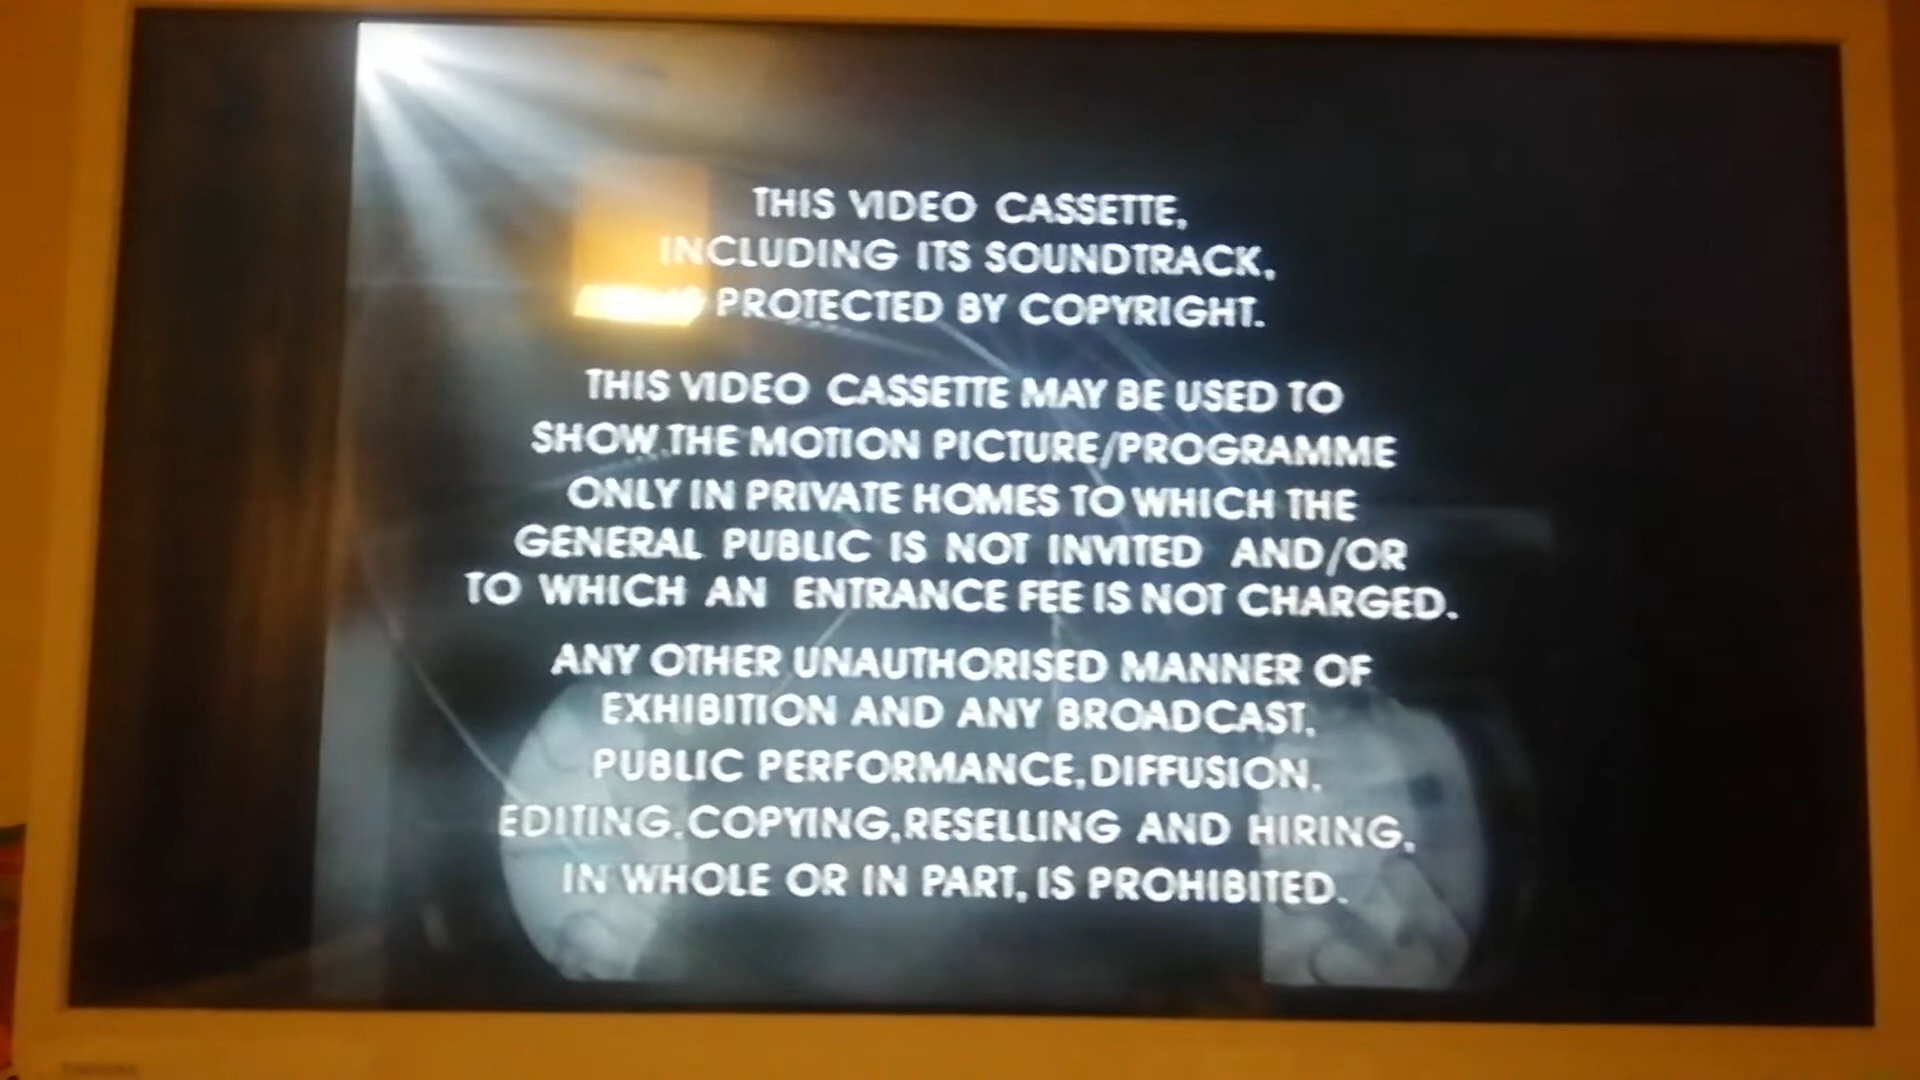 THIS VIDEO CASSETTE,
INCLUDING ITS SOUNDTRACK,
PROTECTED BY COPYRIGHT.
THIS VIDEO CASSETTE MAY BE USED TO
SHOW THE MOTION PICTURE/PROGRAMME
ONLY IN PRIVATE HOMES TO WHICH THE
GENERAL PUBLIC IS NOT INVITED AND/OR
TO WHICH AN ENTRANCE FEE IS NOT CHARGED.
ANY OTHER UNAUTHORISED MANNER OF
EXHIBITION AND ANY BROADCAST,
PUBLIC PERFORMANCE, DIFFUSION,
EDITING, COPYING, RESELLING AND HIRING,
IN WHOLE OR IN PART, IS PROHIBITED.